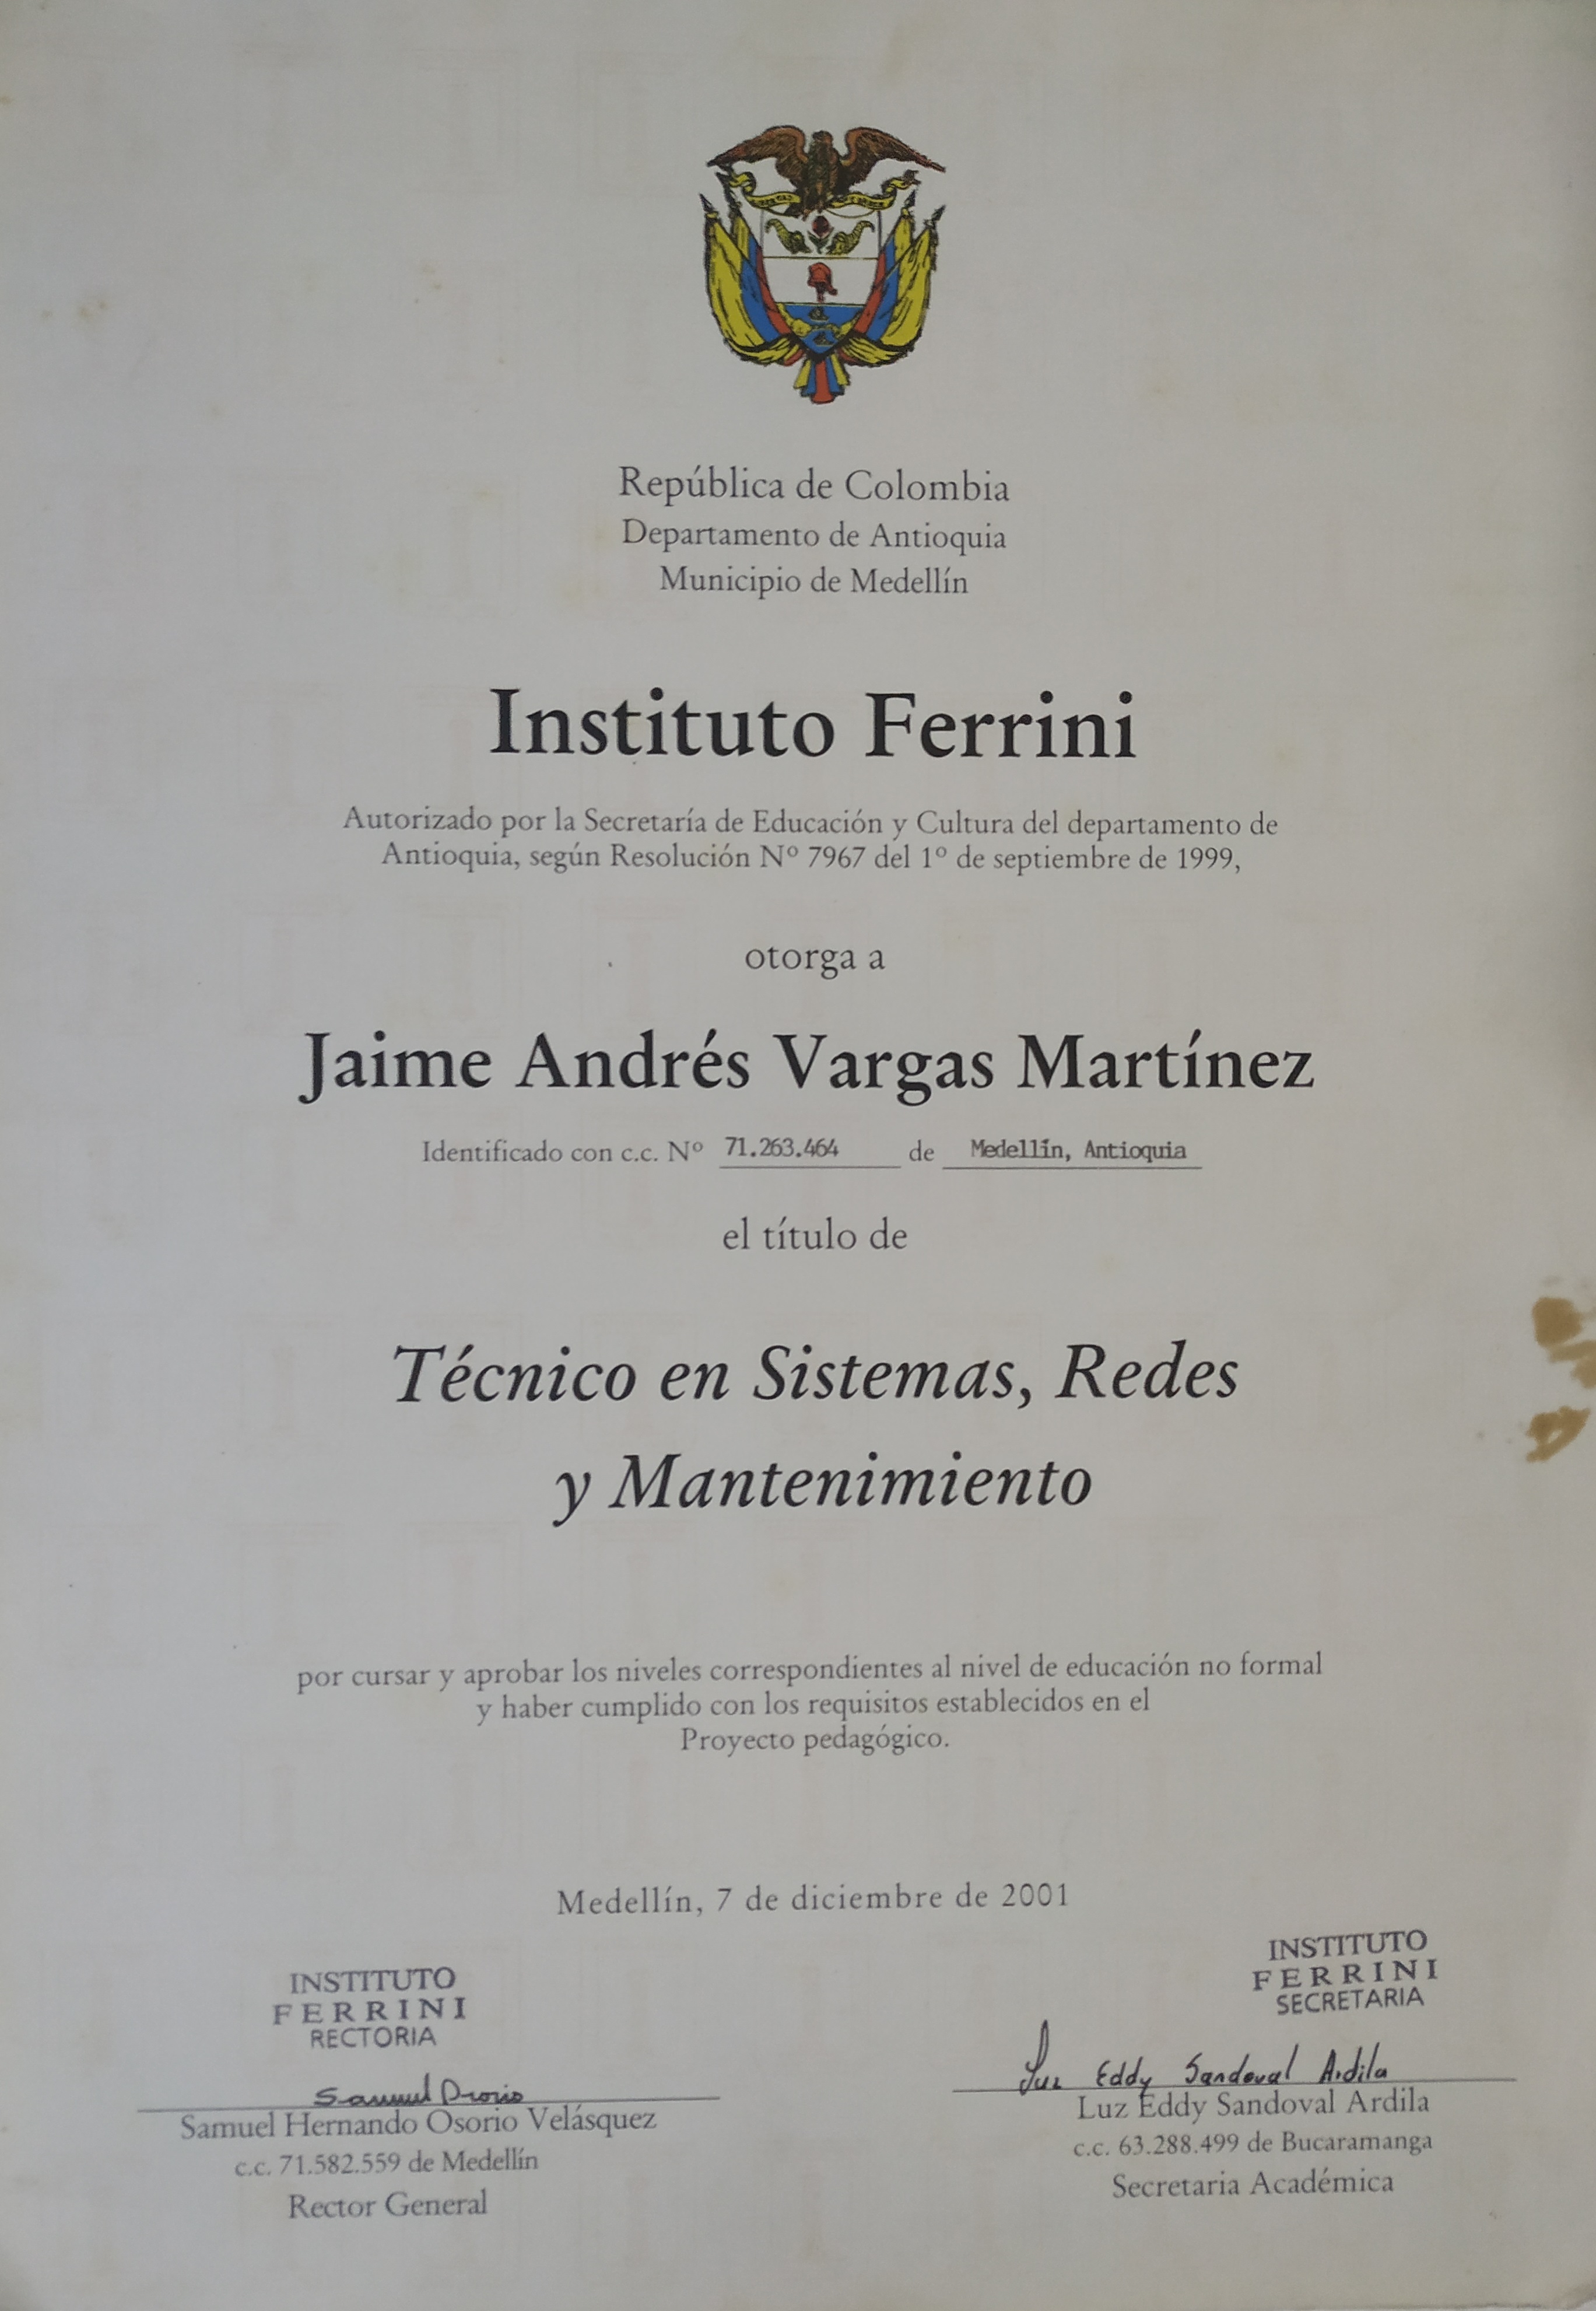 República de Colombia
Departamento de Antioquia
Municipio de Medellín
Instituto Ferrini
Autorizado por la Secretaría de Educación y Cultura del departamento de
Antioquia, según Resolución Nº 7967 del 1º de septiembre de 1999,
otorga a
Jaime Andrés Vargas Martínez
Identificado con c.c. Nº 71.263.464 de Medellín, Antioquia
el título de
Técnico en Sistemas, Redes
y Mantenimiento
por cursar y aprobar los niveles correspondientes al nivel de educación no formal
y haber cumplido con los requisitos establecidos en el
Proyecto pedagógico.
Medellín, 7 de diciembre de 2001
INSTITUTO
FERRINI
RECTORIA
Samuel Osorio
Samuel Hernando Osorio Velásquez
c.c. 71.582.559 de Medellín
Rector General
INSTITUTO
FERRINI
SECRETARIA
Luz Eddy Sandoval Ardila
Luz Eddy Sandoval Ardila
c.c. 63.288.499 de Bucaramanga
Secretaria Académica